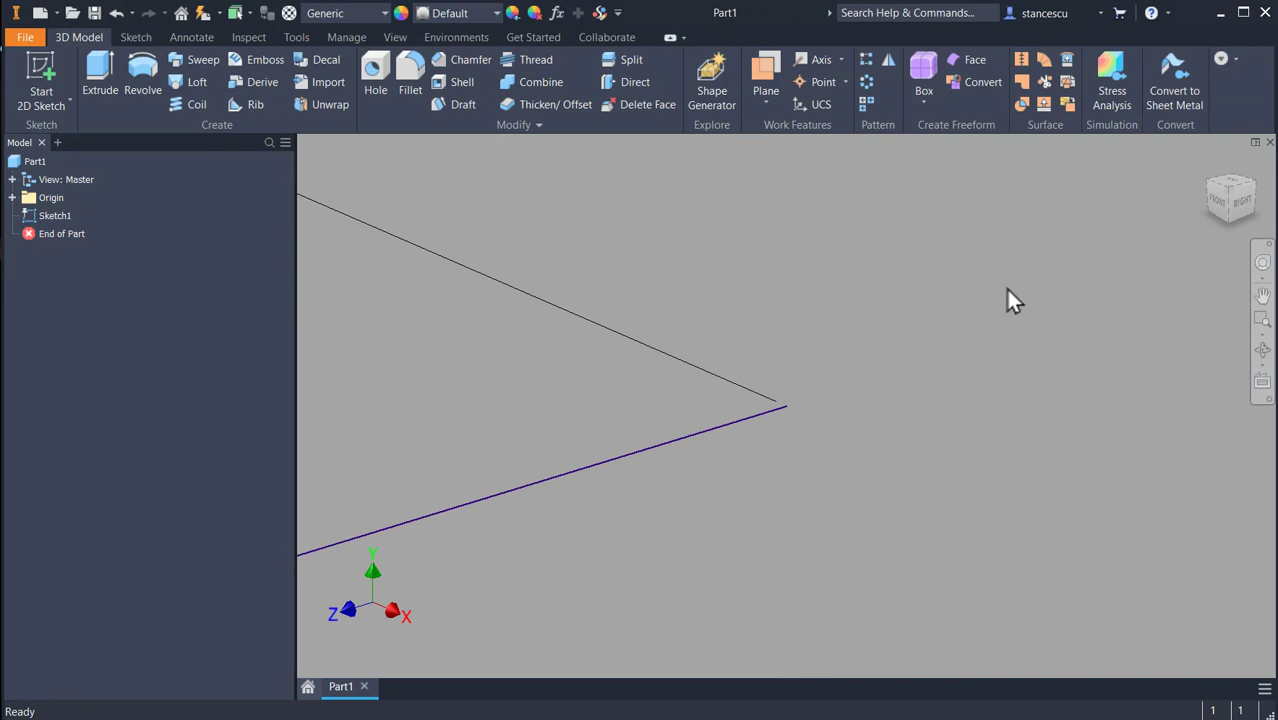 Generic
Default
fx
Part1
Search Help & Commands...
stancescu
File
3D Model
Sketch
Annotate
Inspect
Tools
Manage
View
Environments
Get Started
Collaborate
Start
2D Sketch
Extrude
Revolve
Sweep
Emboss
Decal
Loft
Derive
Import
Coil
Rib
Unwrap
Hole
Fillet
Chamfer
Thread
Split
Shell
Combine
Direct
Draft
Thicken/ Offset
Delete Face
Shape
Generator
Plane
Axis
Point
UCS
Box
Face
Convert
Stress
Analysis
Convert to
Sheet Metal
Sketch
Create
Modify
Explore
Work Features
Pattern
Create Freeform
Surface
Simulation
Convert
Model
Part1
View: Master
Origin
Sketch1
End of Part
FRONT
RIGHT
Y
Z
X
Part1
Ready
1
1